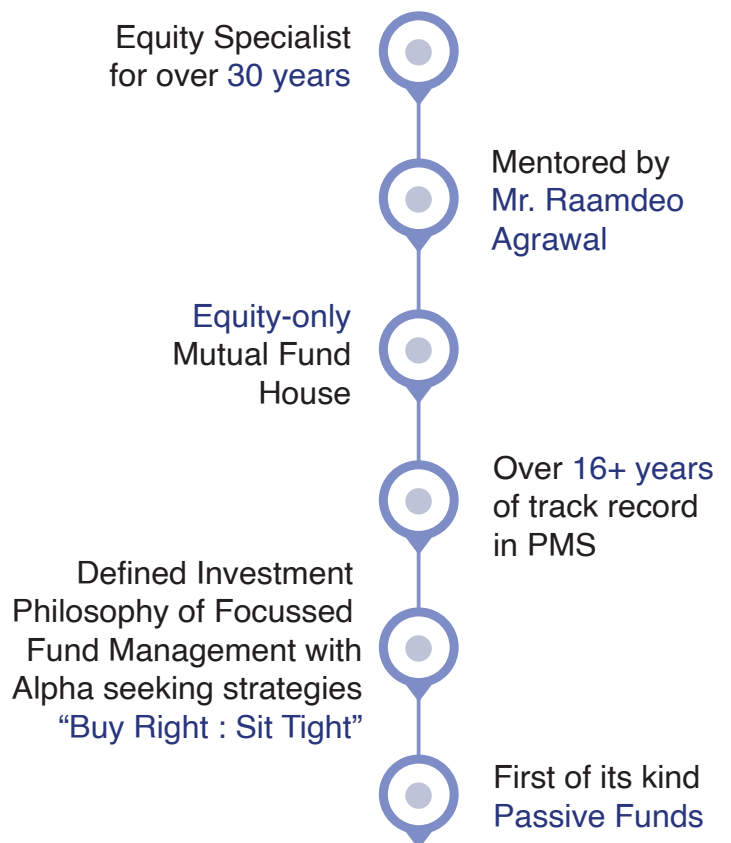 Equity Specialist
for over 30 years
Mentored by
Mr. Raamdeo
Agrawal
Equity-only
Mutual Fund
House
Over 16+ years
of track record
in PMS
Defined Investment
Philosophy of Focussed
Fund Management with
Alpha seeking strategies
“Buy Right : Sit Tight”
First of its kind
Passive Funds